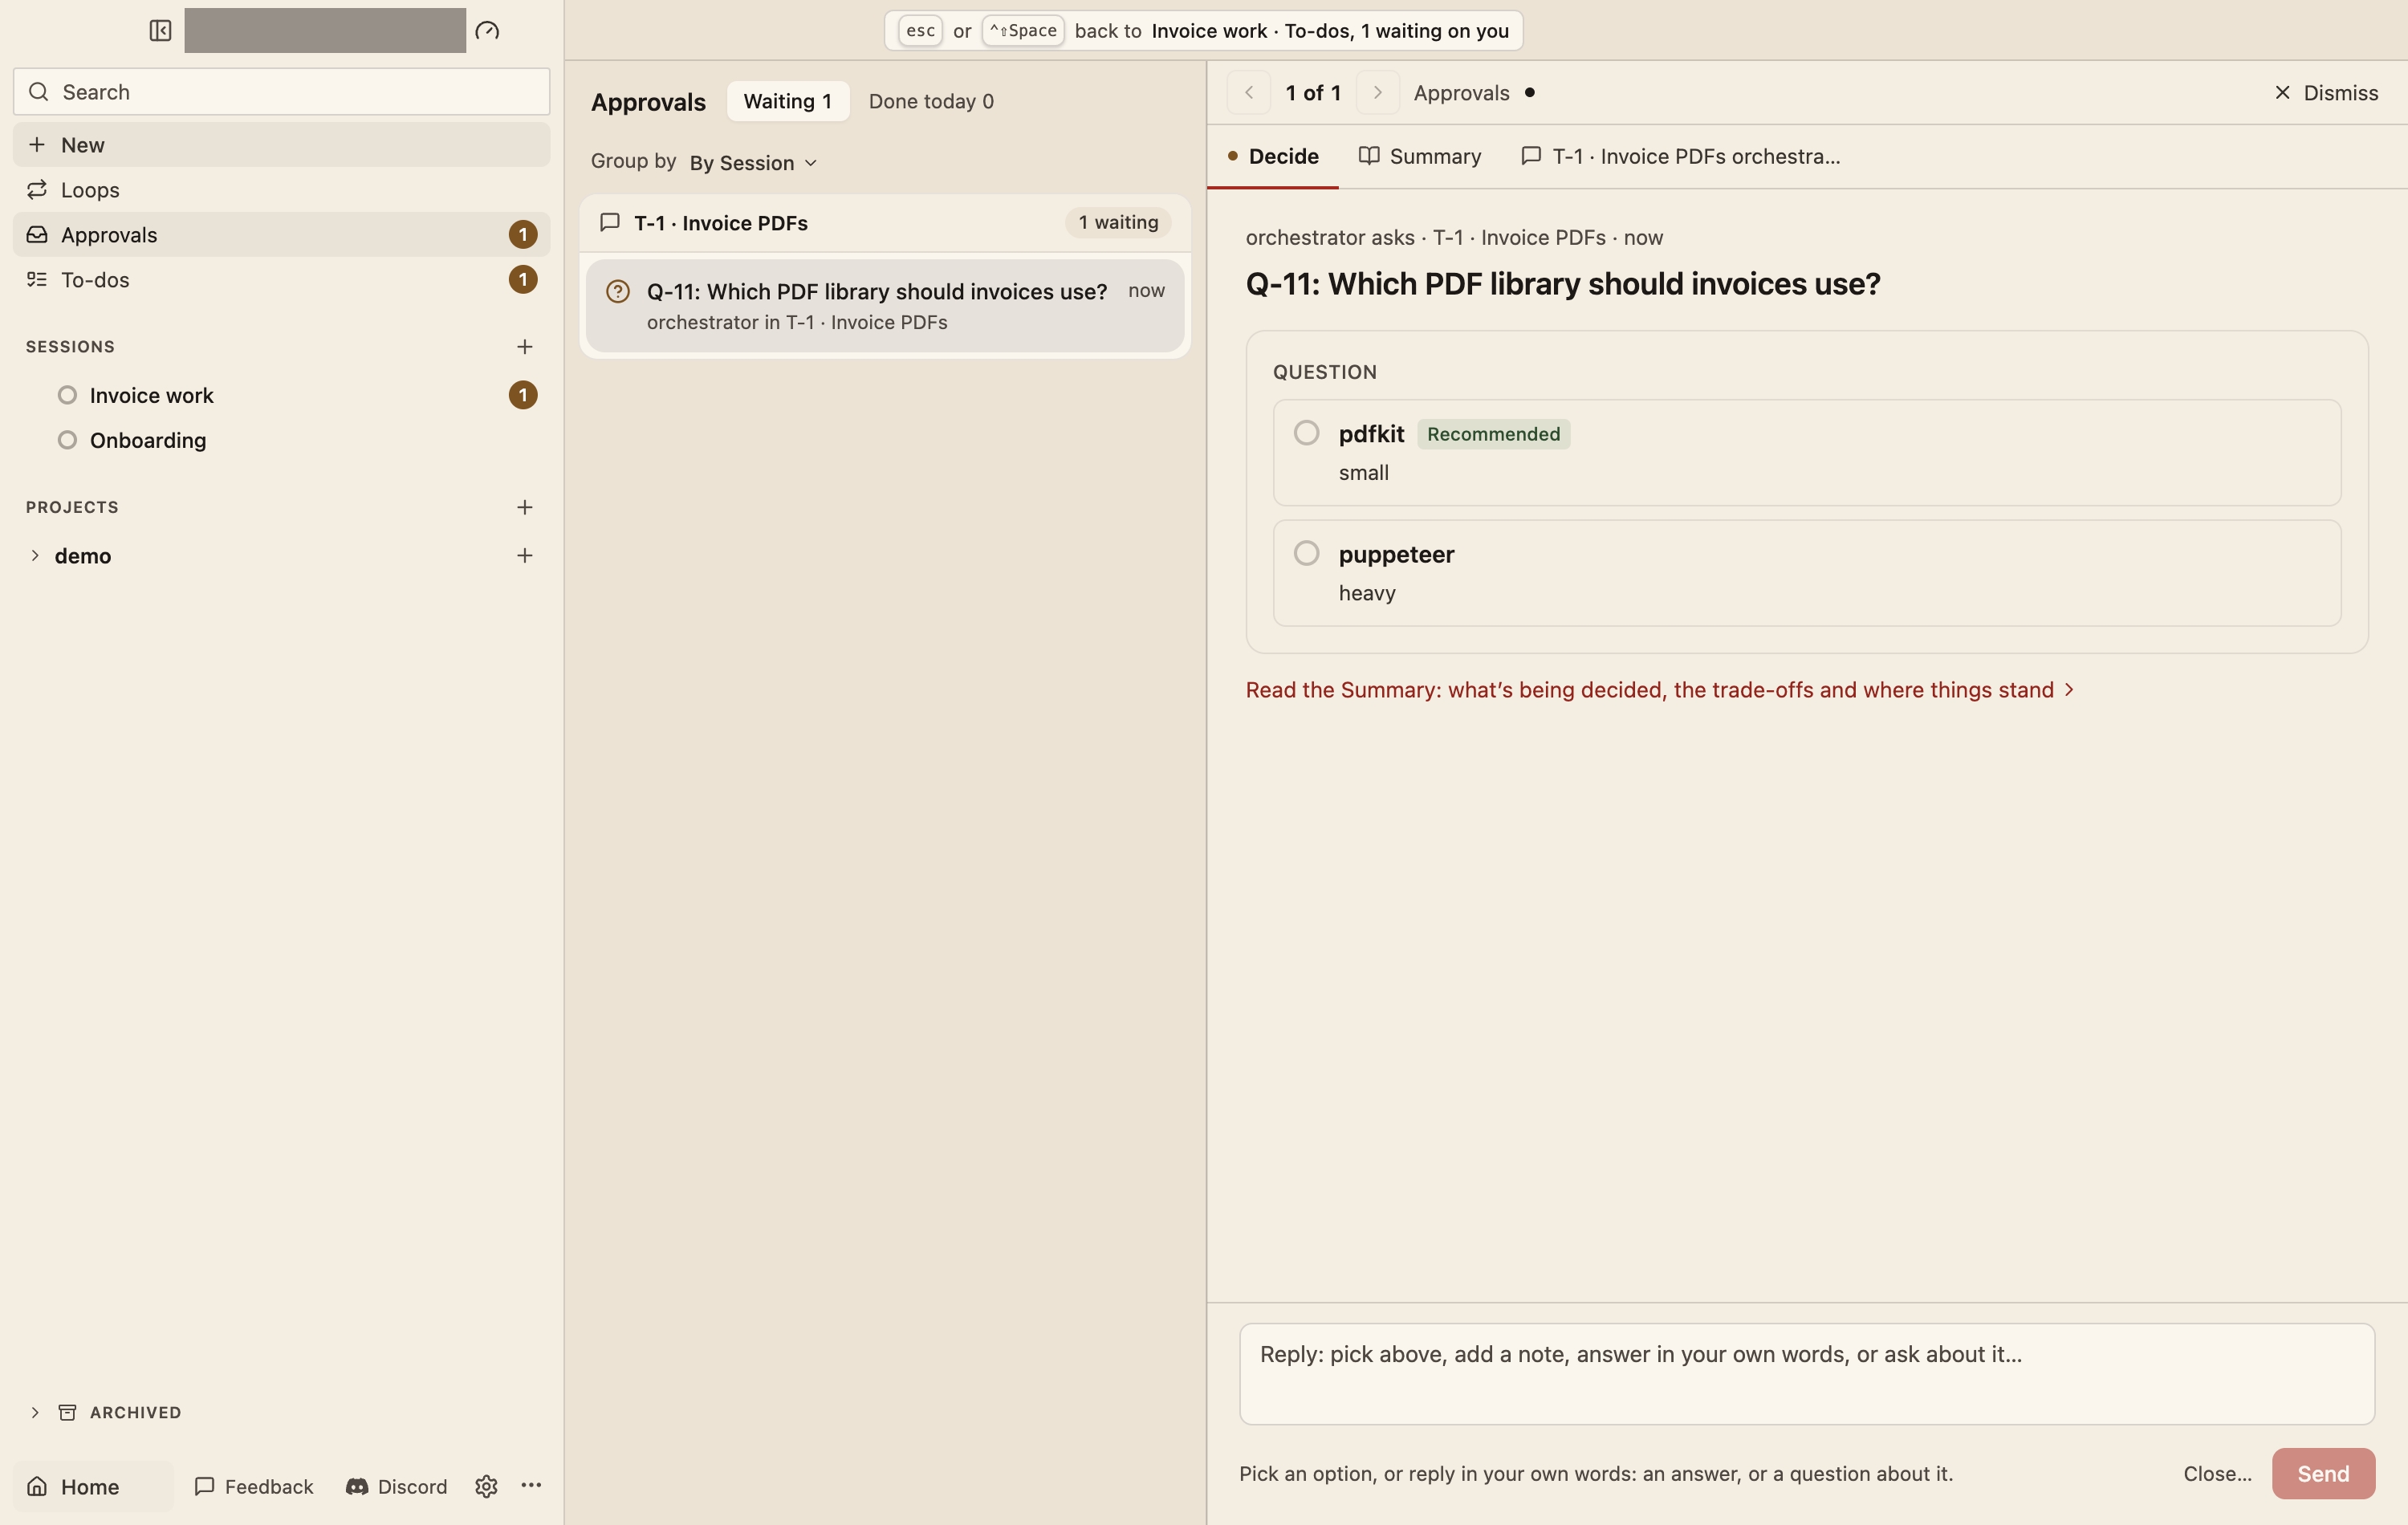 esc or ^⇧Space back to Invoice work · To-dos, 1 waiting on you
Search
New
Loops
Approvals 1
To-dos 1
SESSIONS
Invoice work 1
Onboarding
PROJECTS
demo
ARCHIVED
Home Feedback Discord
Approvals Waiting 1 Done today 0
Group by By Session
T-1 · Invoice PDFs 1 waiting
Q-11: Which PDF library should invoices use? now
orchestrator in T-1 · Invoice PDFs
1 of 1 Approvals Dismiss
Decide Summary T-1 · Invoice PDFs orchestra...
orchestrator asks · T-1 · Invoice PDFs · now
Q-11: Which PDF library should invoices use?
QUESTION
pdfkit Recommended
small
puppeteer
heavy
Read the Summary: what's being decided, the trade-offs and where things stand
Reply: pick above, add a note, answer in your own words, or ask about it...
Pick an option, or reply in your own words: an answer, or a question about it. Close... Send